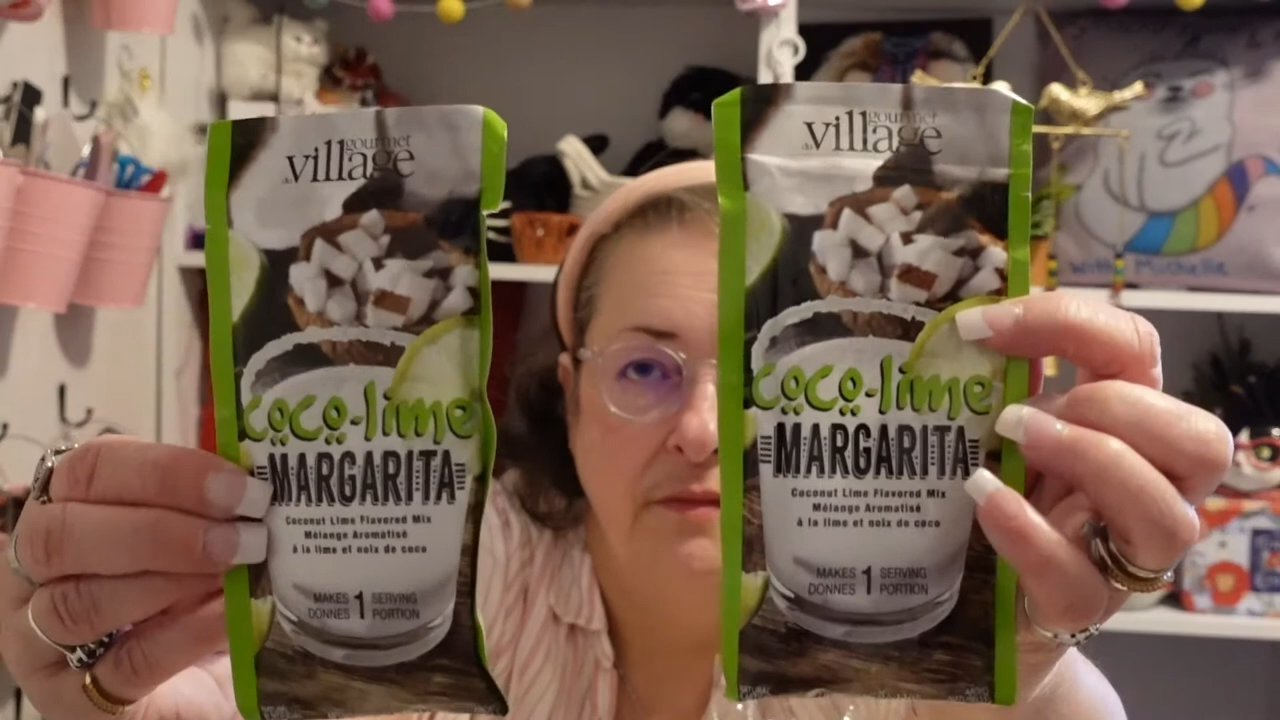 gourmet
du village
coco-lime
MARGARITA
Coconut Lime Flavored Mix
Mélange Aromatisé
à la lime et noix de coco
MAKES 1 SERVING
DONNES PORTION
gourmet
du village
coco-lime
MARGARITA
Coconut Lime Flavored Mix
Mélange Aromatisé
à la lime et noix de coco
MAKES 1 SERVING
DONNES PORTION
with Michelle